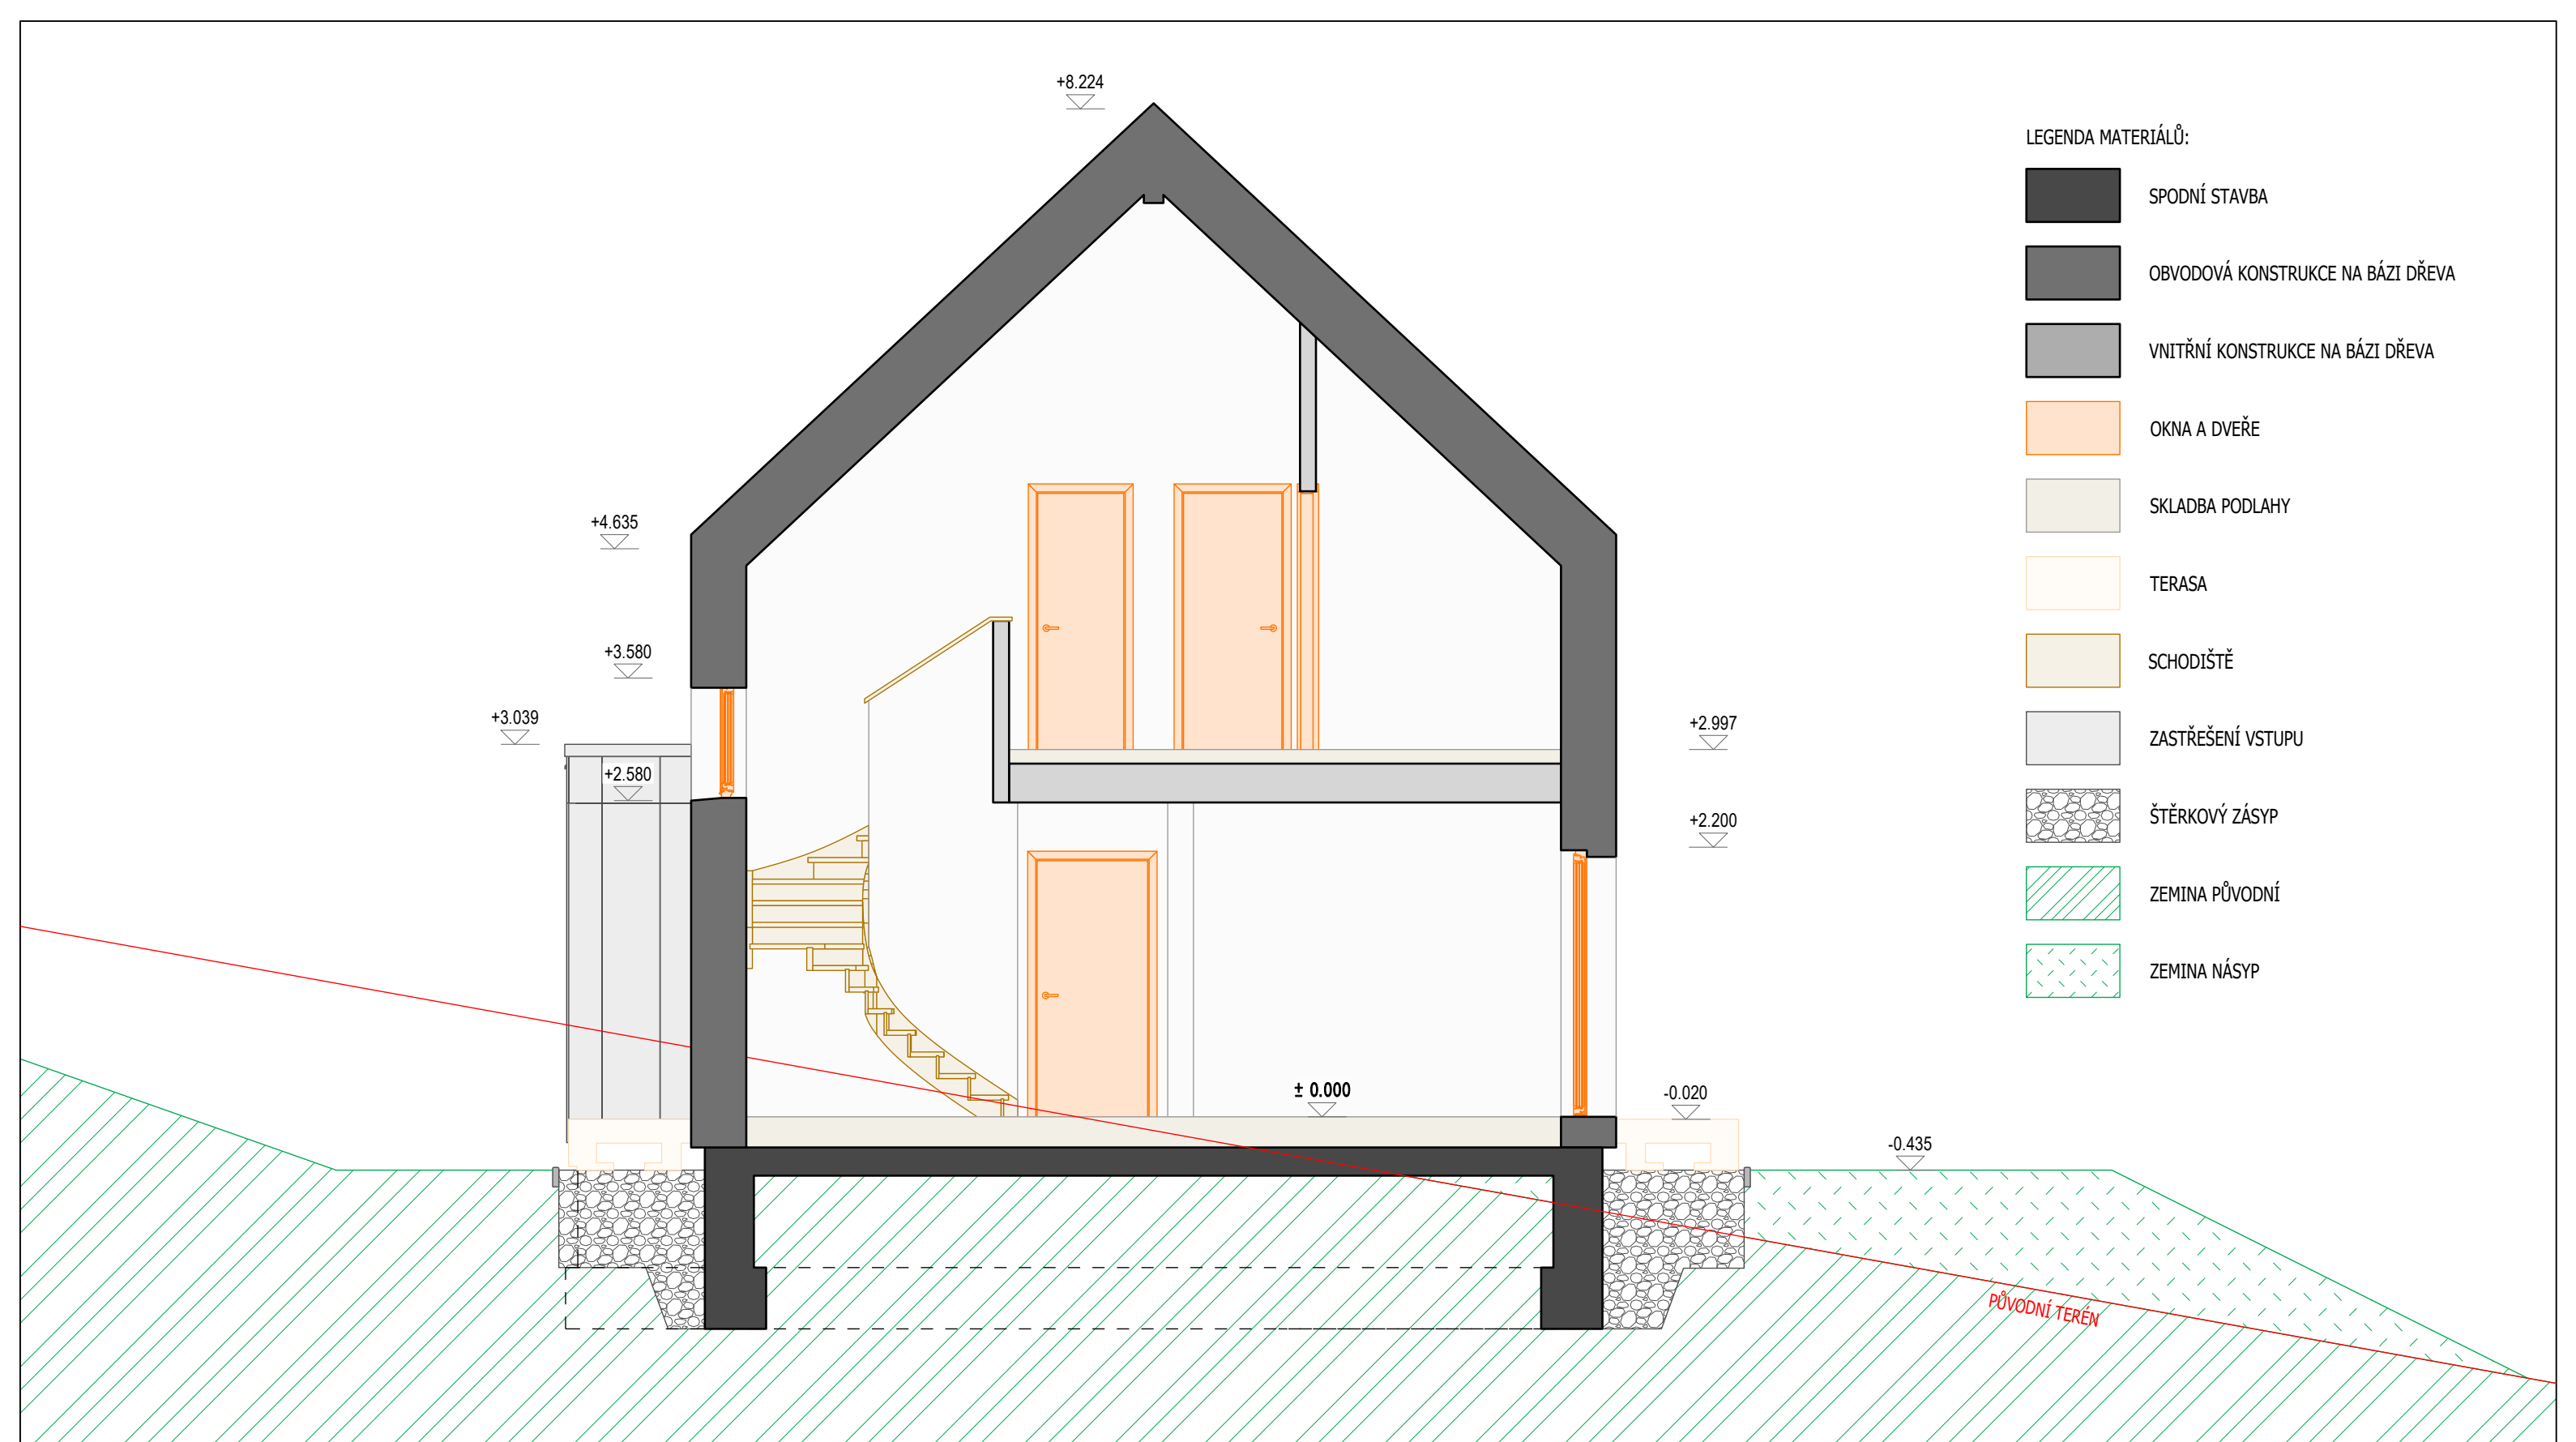 +8.224
+4.635
+3.580
+3.039
+2.580
+2.997
+2.200
± 0.000
-0.020
-0.435
PŮVODNÍ TERÉN
LEGENDA MATERIÁLŮ:
SPODNÍ STAVBA
OBVODOVÁ KONSTRUKCE NA BÁZI DŘEVA
VNITŘNÍ KONSTRUKCE NA BÁZI DŘEVA
OKNA A DVEŘE
SKLADBA PODLAHY
TERASA
SCHODIŠTĚ
ZASTŘEŠENÍ VSTUPU
ŠTĚRKOVÝ ZÁSYP
ZEMINA PŮVODNÍ
ZEMINA NÁSYP